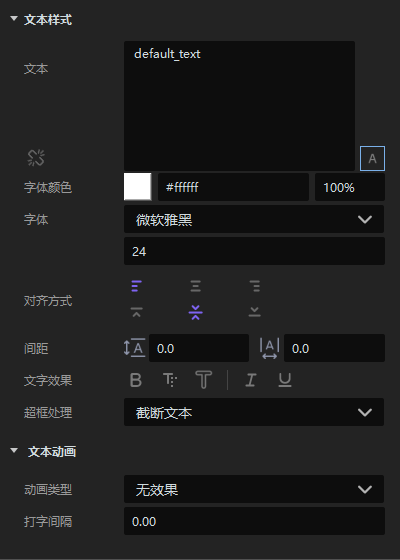 文本样式
文本
default_text
A
字体颜色
#ffffff
100%
字体
微软雅黑
24
对齐方式
间距
0.0
0.0
文字效果
超框处理
截断文本
文本动画
动画类型
无效果
打字间隔
0.00